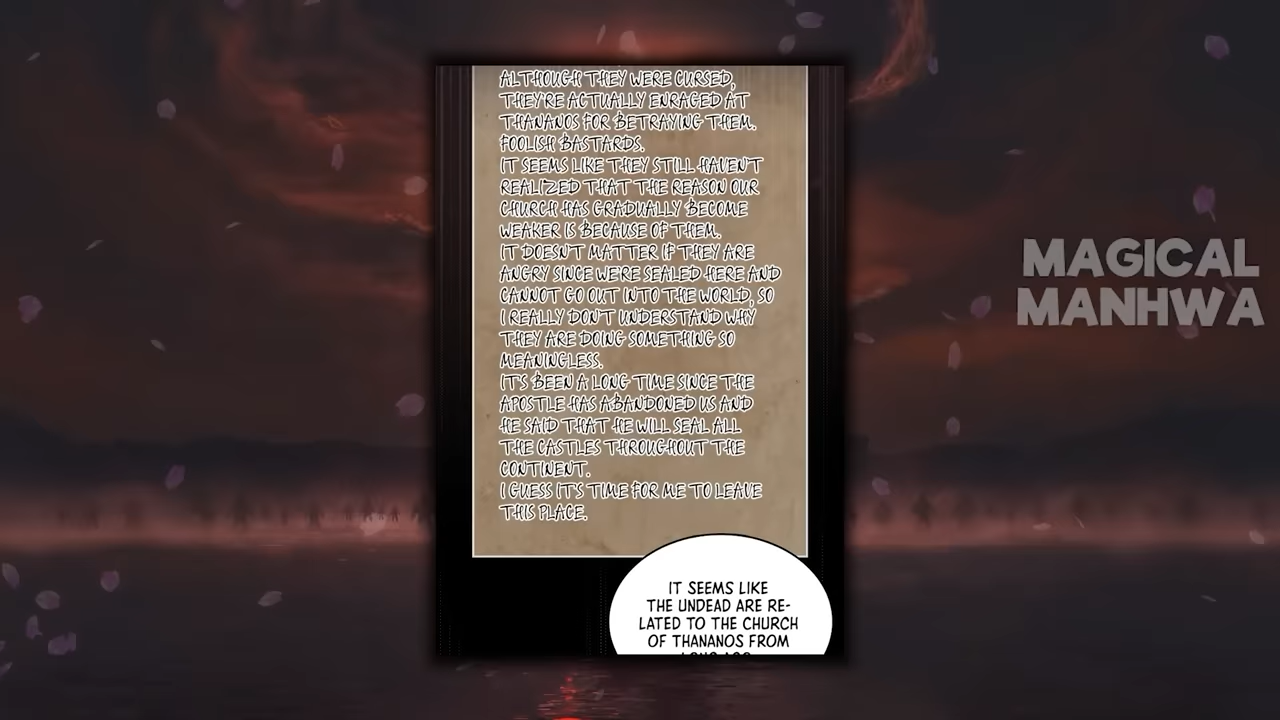 ALTHOUGH THEY WERE CURSED,
THEY'RE ACTUALLY ENRAGED AT
THANANOS FOR BETRAYING THEM.
FOOLISH BASTARDS.
IT SEEMS LIKE THEY STILL HAVEN'T
REALIZED THAT THE REASON OUR
CHURCH HAS GRADUALLY BECOME
WEAKER IS BECAUSE OF THEM.
IT DOESN'T MATTER IF THEY ARE
ANGRY SINCE WE'RE SEALED HERE AND
CANNOT GO OUT INTO THE WORLD, SO
I REALLY DON'T UNDERSTAND WHY
THEY ARE DOING SOMETHING SO
MEANINGLESS.
IT'S BEEN A LONG TIME SINCE THE
APOSTLE HAS ABANDONED US AND
HE SAID THAT HE WILL SEAL ALL
THE CASTLES THROUGHOUT THE
CONTINENT.
I GUESS IT'S TIME FOR ME TO LEAVE
THIS PLACE.
IT SEEMS LIKE
THE UNDEAD ARE RE-
LATED TO THE CHURCH
OF THANANOS FROM
MAGICAL
MANHWA